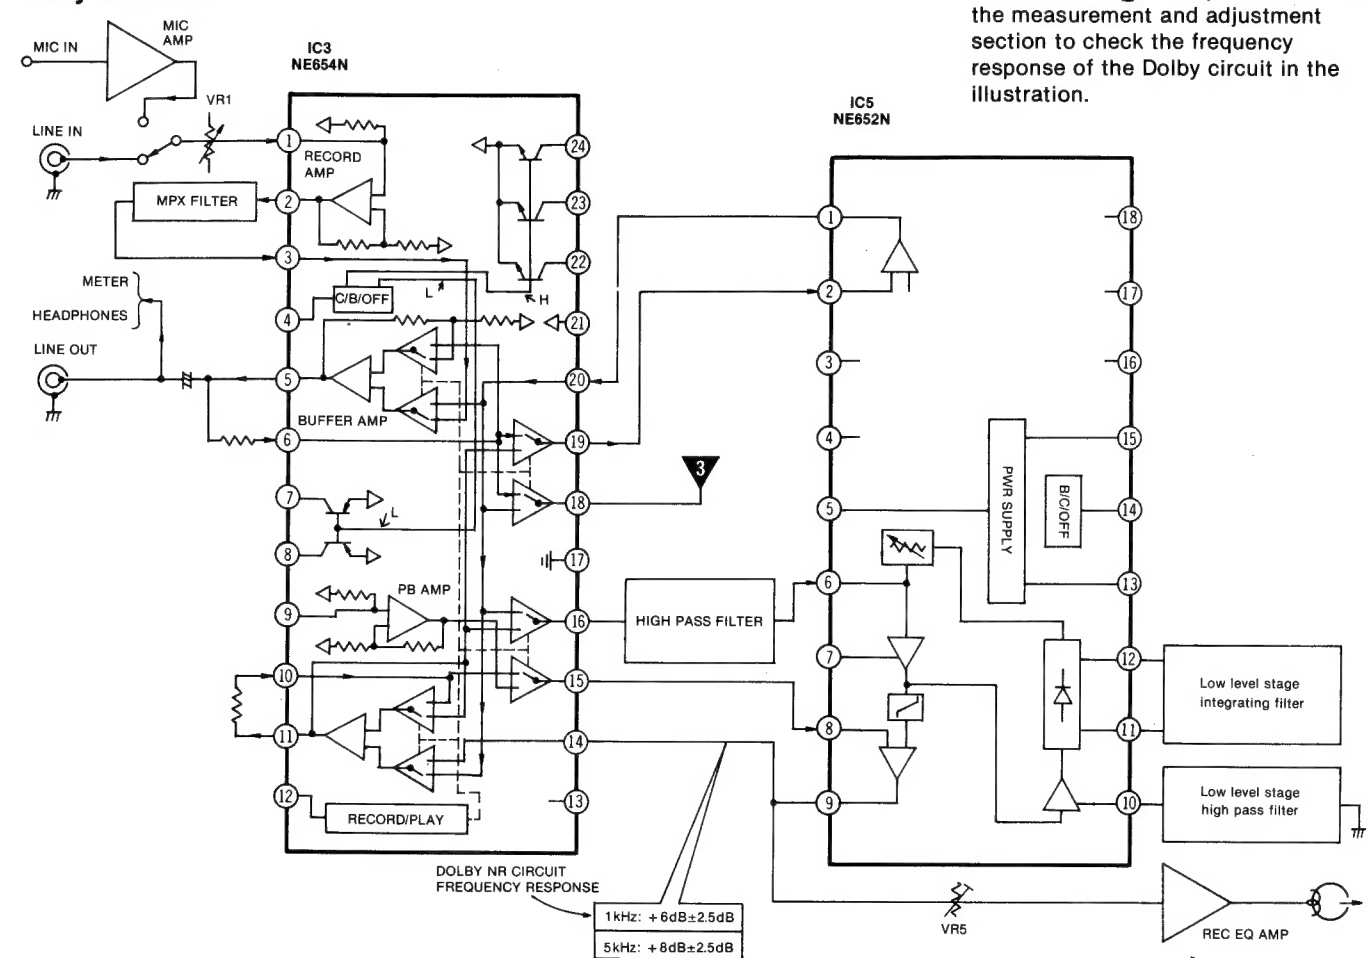 the measurement and adjustment
section to check the frequency
response of the Dolby circuit in the
illustration.
MIC IN
MIC
AMP
IC3
NE654N
VR1
LINE IN
1
RECORD
AMP
24
MPX FILTER
2
23
3
22
METER
HEADPHONES
LINE OUT
C/B/OFF
L
H
4
21
5
20
BUFFER AMP
6
19
18
3
7
L
8
17
PB AMP
9
16
HIGH PASS FILTER
10
15
11
14
12
13
RECORD/PLAY
IC5
NE652N
1
18
2
17
3
16
4
15
5
PWR SUPPLY
B/C/OFF
14
6
13
7
12
Low level stage
integrating filter
8
11
9
10
Low level stage
high pass filter
DOLBY NR CIRCUIT
FREQUENCY RESPONSE
1kHz: +6dB±2.5dB
5kHz: +8dB±2.5dB
VR5
REC EQ AMP